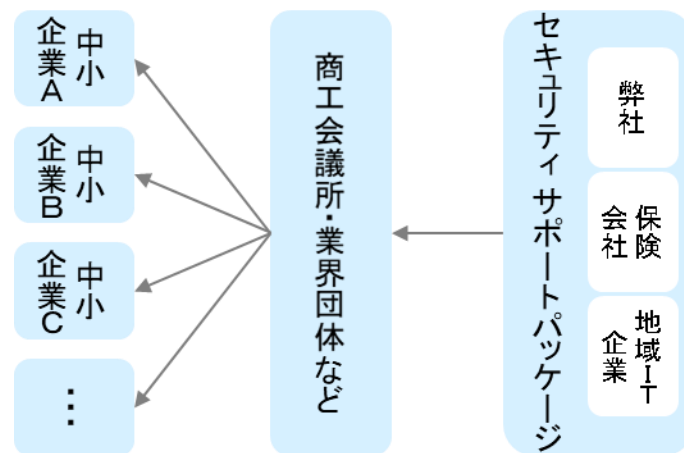 中小
企業A
中小
企業B
中小
企業C
…
商工会議所・業界団体など
セキュリティサポートパッケージ
弊社
保険
会社
地域IT
企業